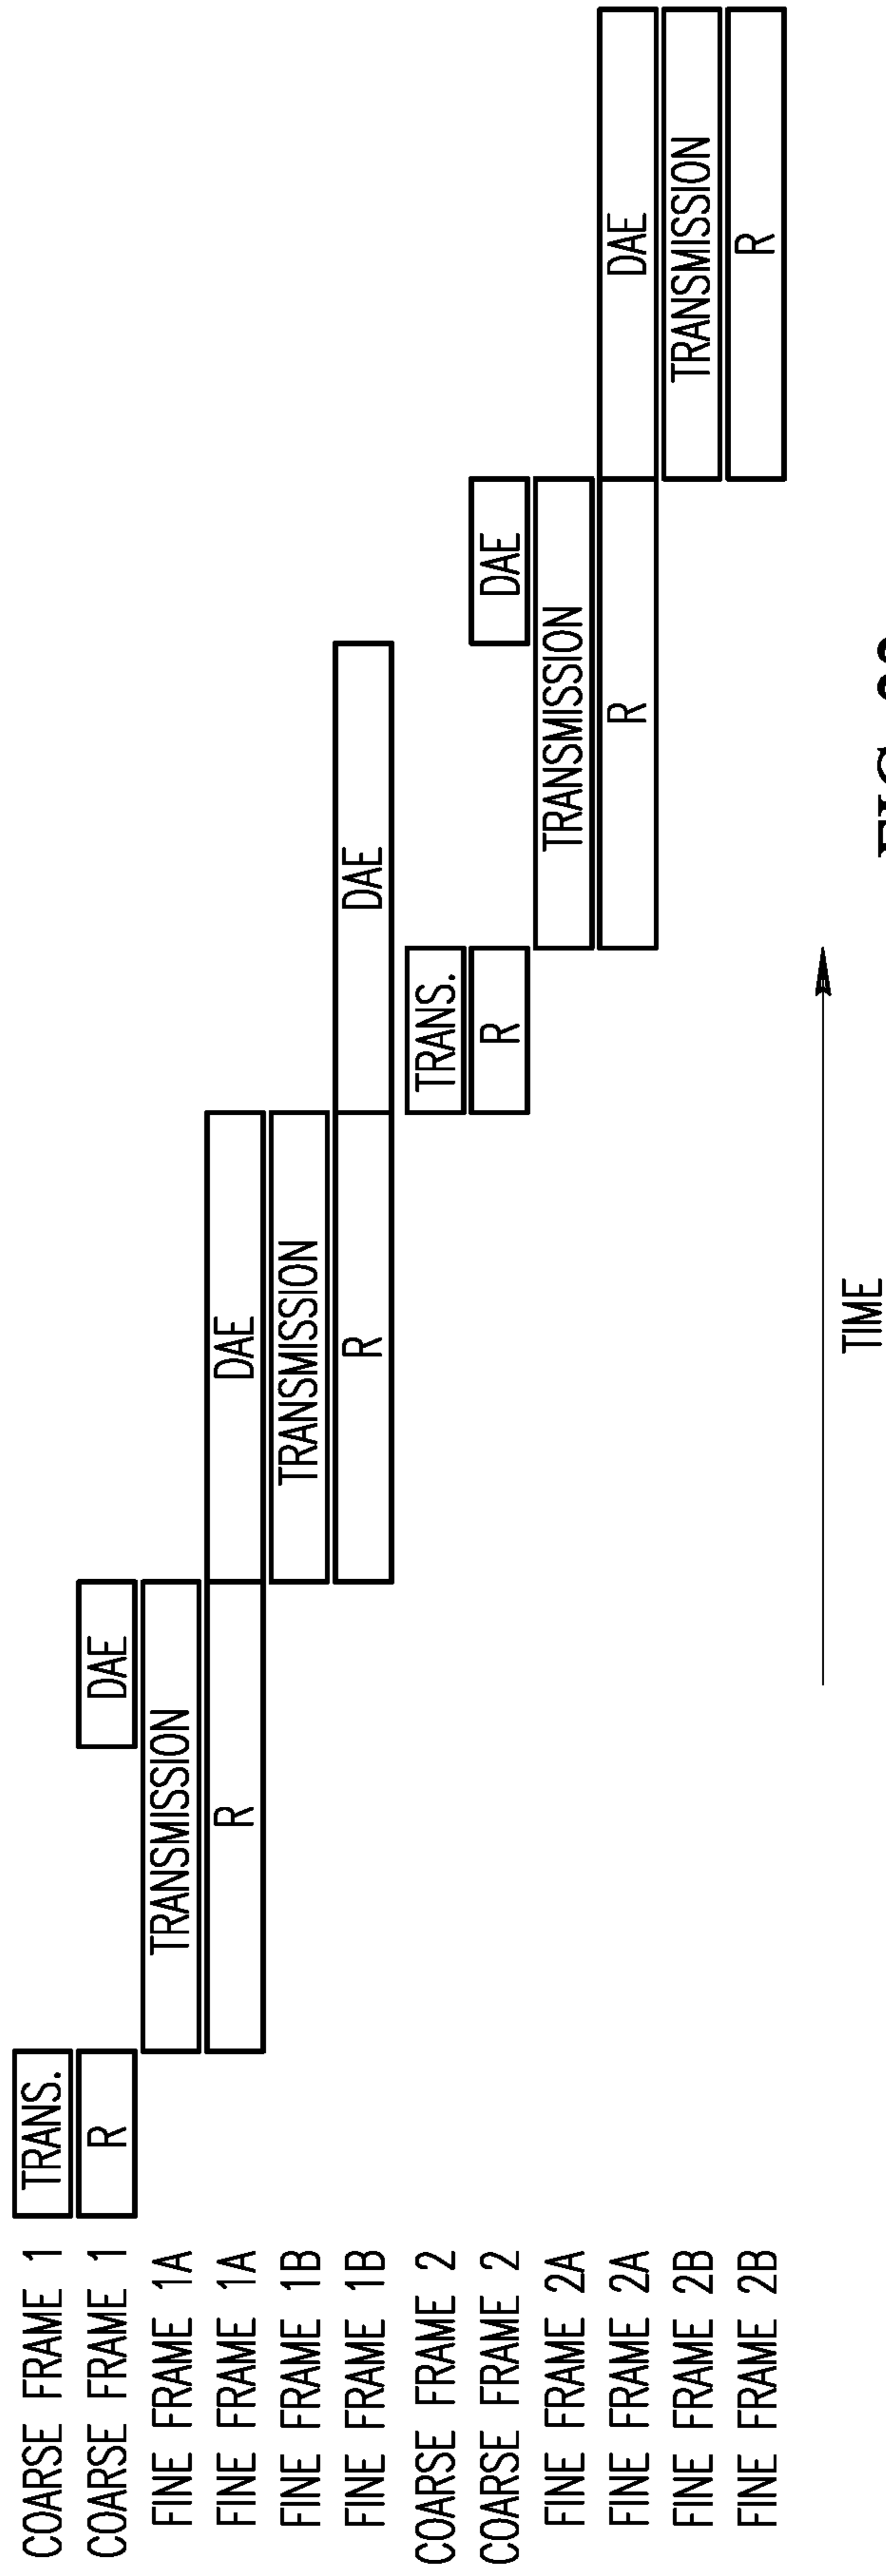 COARSE FRAME 1 TRANS.
COARSE FRAME 1 R DAE
FINE FRAME 1A TRANSMISSION
FINE FRAME 1A R DAE
FINE FRAME 1B TRANSMISSION
FINE FRAME 1B R DAE
COARSE FRAME 2 TRANS.
COARSE FRAME 2 R DAE
FINE FRAME 2A TRANSMISSION
FINE FRAME 2A R DAE
FINE FRAME 2B TRANSMISSION
FINE FRAME 2B R
TIME